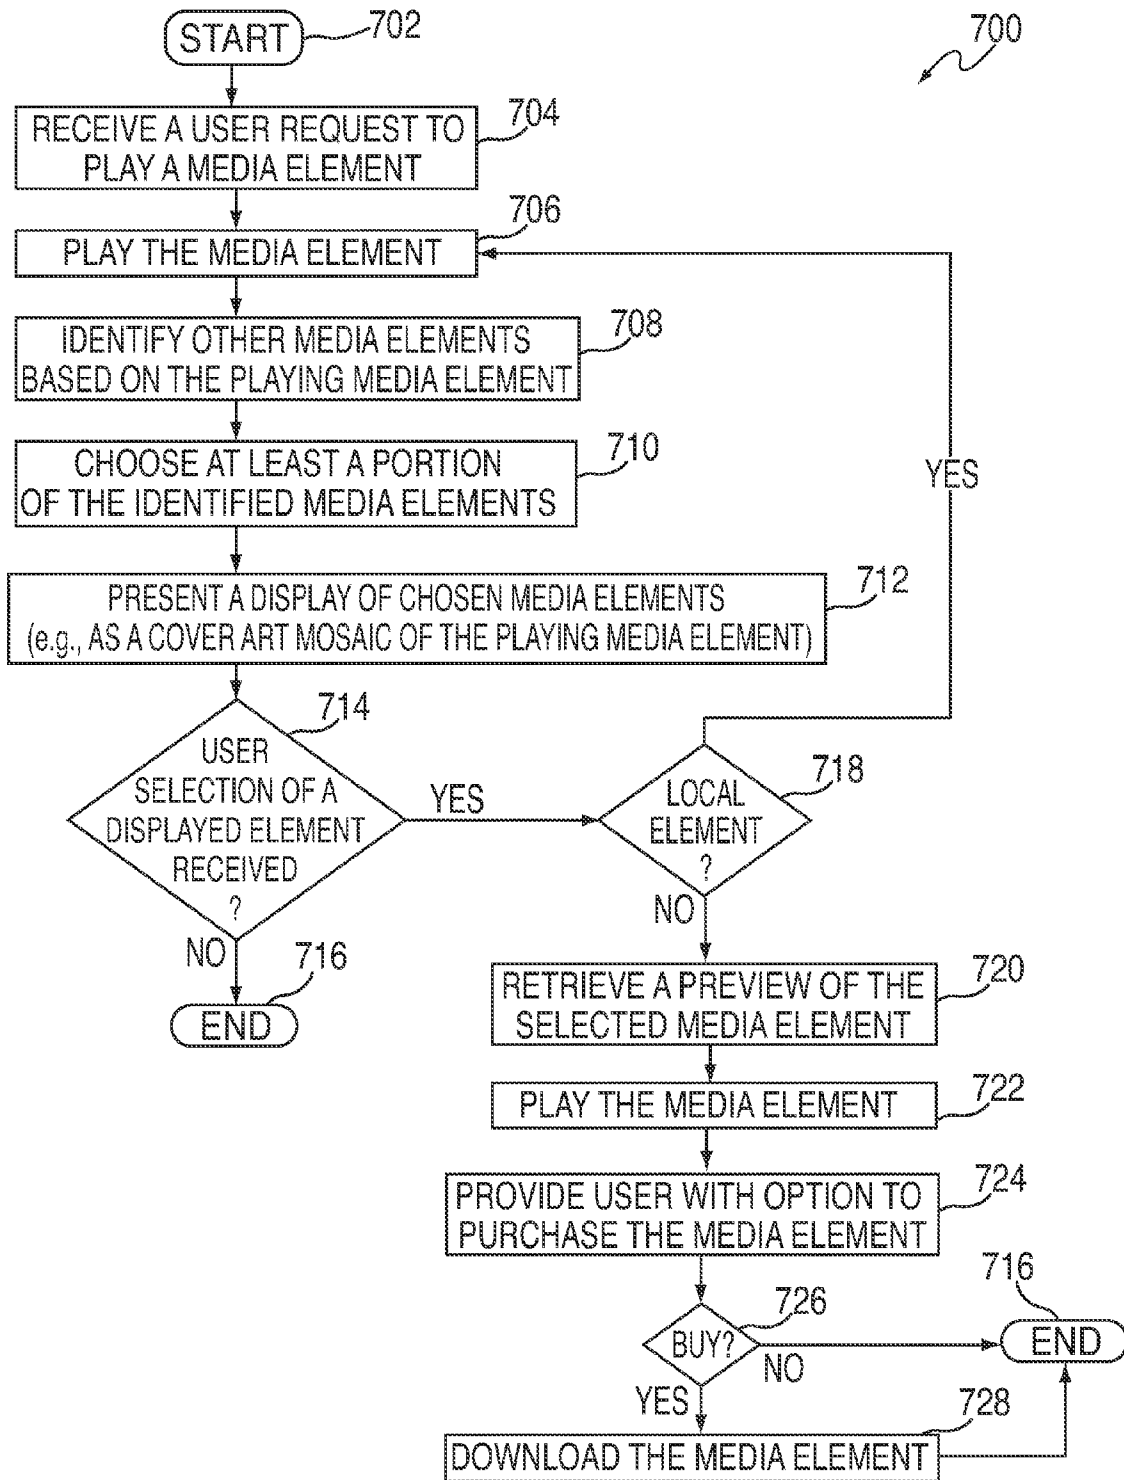 START
702
700
RECEIVE A USER REQUEST TO
PLAY A MEDIA ELEMENT
704
PLAY THE MEDIA ELEMENT
706
IDENTIFY OTHER MEDIA ELEMENTS
BASED ON THE PLAYING MEDIA ELEMENT
708
CHOOSE AT LEAST A PORTION
OF THE IDENTIFIED MEDIA ELEMENTS
710
YES
PRESENT A DISPLAY OF CHOSEN MEDIA ELEMENTS
(e.g., AS A COVER ART MOSAIC OF THE PLAYING MEDIA ELEMENT)
712
USER
SELECTION OF A
DISPLAYED ELEMENT
RECEIVED
?
714
YES
LOCAL
ELEMENT
?
718
NO
NO
END
716
RETRIEVE A PREVIEW OF THE
SELECTED MEDIA ELEMENT
720
PLAY THE MEDIA ELEMENT
722
PROVIDE USER WITH OPTION TO
PURCHASE THE MEDIA ELEMENT
724
BUY?
726
NO
END
716
YES
DOWNLOAD THE MEDIA ELEMENT
728